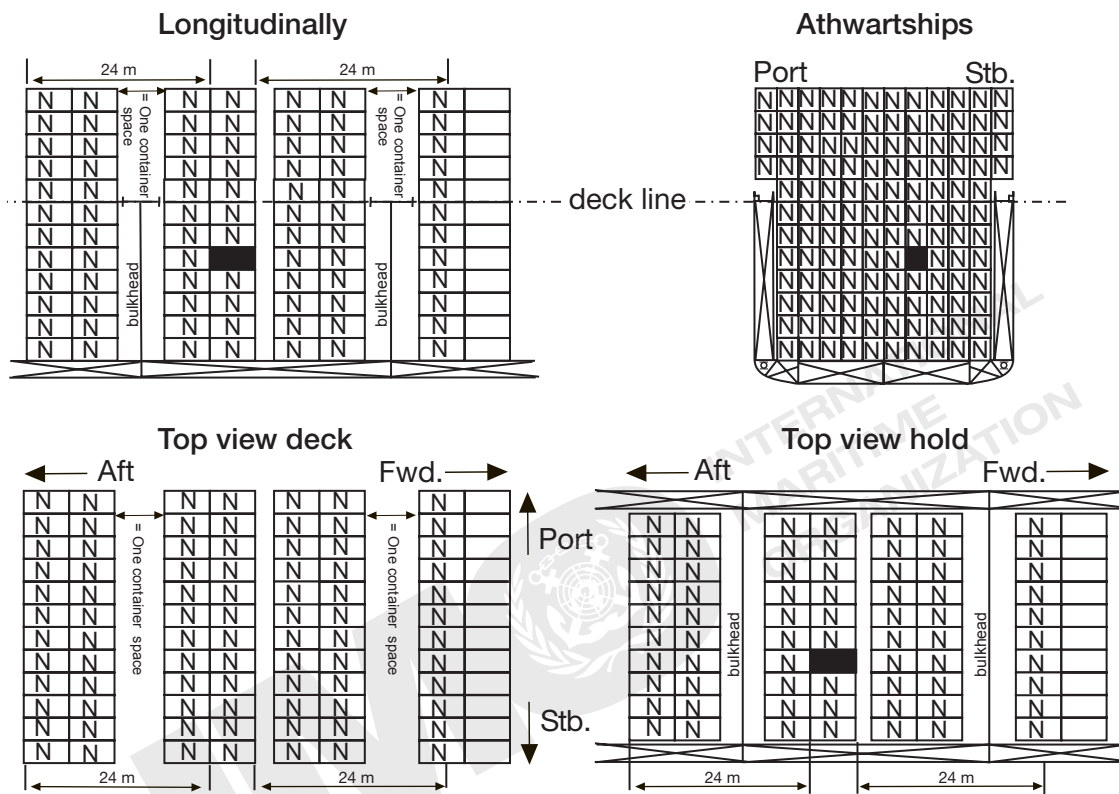 Longitudinally
24 m
24 m
N N N N N N N
N N N N N N N
N N N N N N N
N N N N N N N
N N N N N N N
N N N N N N N
N N N N N N N
N N N N N N
N N N N N N N
N N N N N N N
N N N N N N N
N N N N N N N
= One container
space
= One container
space
bulkhead
bulkhead
deck line
Athwartships
Port
Stb.
N N N N N N N N N N N N
N N N N N N N N N N N N
N N N N N N N N N N N N
N N N N N N N N N N N N
N N N N N N N N N N
N N N N N N N N N N
N N N N N N N N N N
N N N N N N N N N
N N N N N N N N N N
N N N N N N N N N N
N N N N N N N N N N
N N N N N N N N N N
Top view deck
Aft
Fwd.
N N N N N N N
N N N N N N N
N N N N N N N
N N N N N N N
N N N N N N N
N N N N N N N
N N N N N N N
N N N N N N N
N N N N N N N
N N N N N N N
N N N N N N N
N N N N N N N
= One container space
= One container space
Port
Stb.
24 m
24 m
Top view hold
Aft
Fwd.
N N N N N N N
N N N N N N N
N N N N N N N
N N N N N N N
N N N N N N N
N N N N N N N
N N N N N N
N N N N N N N
N N N N N N N
N N N N N N N
bulkhead
bulkhead
24 m
24 m
INTERNATIONAL
MARITIME
ORGANIZATION
IMO